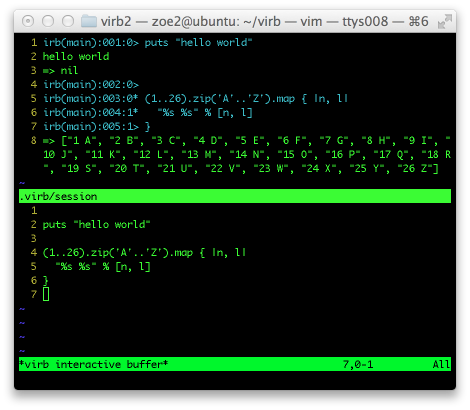 virb2 — zoe2@ubuntu: ~/virb — vim — ttys008 — ⌘6
1 irb(main):001:0> puts "hello world"
2 hello world
3 => nil
4 irb(main):002:0>
5 irb(main):003:0* (1..26).zip('A'..'Z').map { |n, l|
6 irb(main):004:1*   "%s %s" % [n, l]
7 irb(main):005:1> }
8 => ["1 A", "2 B", "3 C", "4 D", "5 E", "6 F", "7 G", "8 H", "9 I", "
10 J", "11 K", "12 L", "13 M", "14 N", "15 O", "16 P", "17 Q", "18 R
", "19 S", "20 T", "21 U", "22 V", "23 W", "24 X", "25 Y", "26 Z"]
~
.virb/session
1
2 puts "hello world"
3
4 (1..26).zip('A'..'Z').map { |n, l|
5   "%s %s" % [n, l]
6 }
7
~
~
~
~
*virb interactive buffer* 7,0-1 All